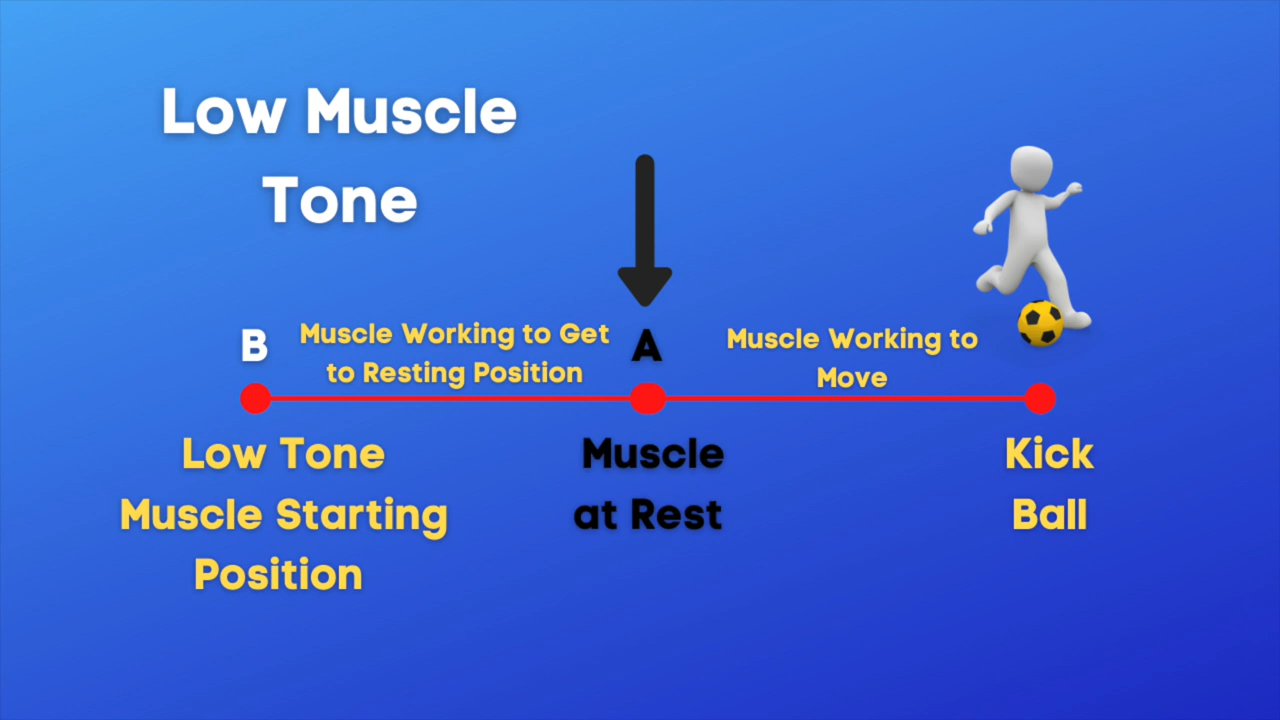 Low Muscle
Tone
B
Muscle Working to Get
to Resting Position
A
Muscle Working to
Move
Low Tone
Muscle Starting
Position
Muscle
at Rest
Kick
Ball